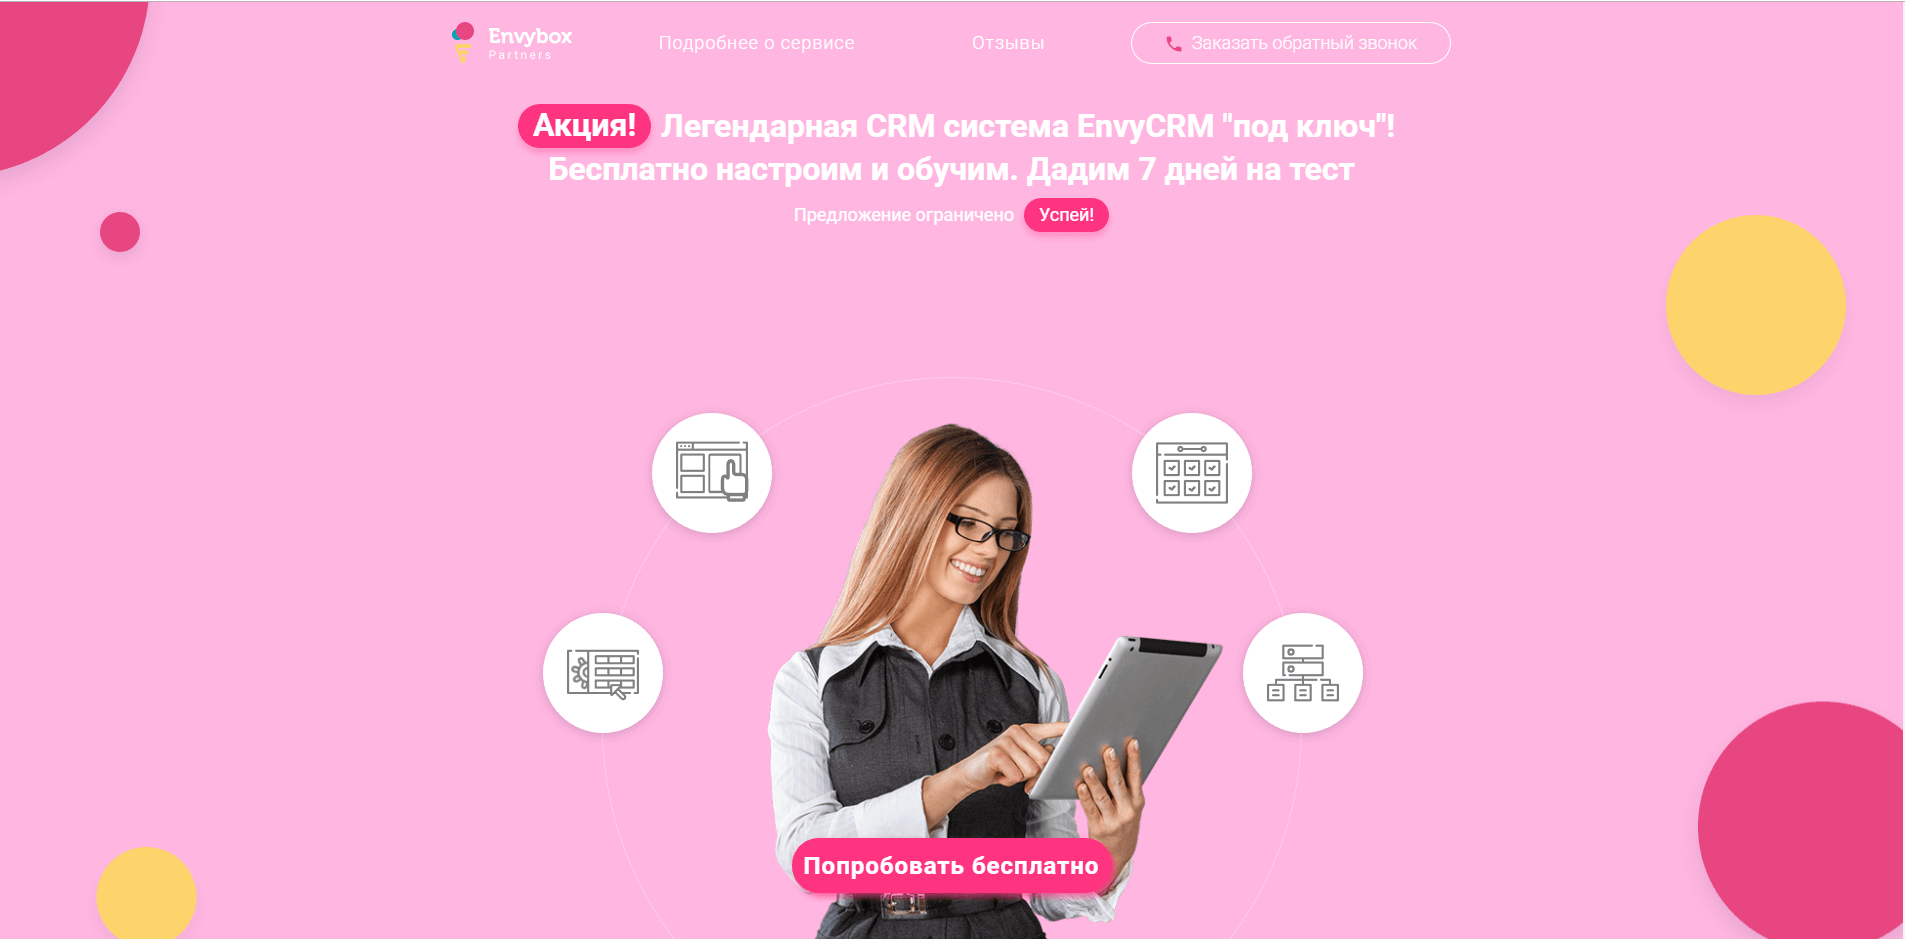 Envybox
Partners
Подробнее о сервисе
Отзывы
Заказать обратный звонок
Акция! Легендарная CRM система EnvyCRM "под ключ"!
Бесплатно настроим и обучим. Дадим 7 дней на тест
Предложение ограничено Успей!
Попробовать бесплатно